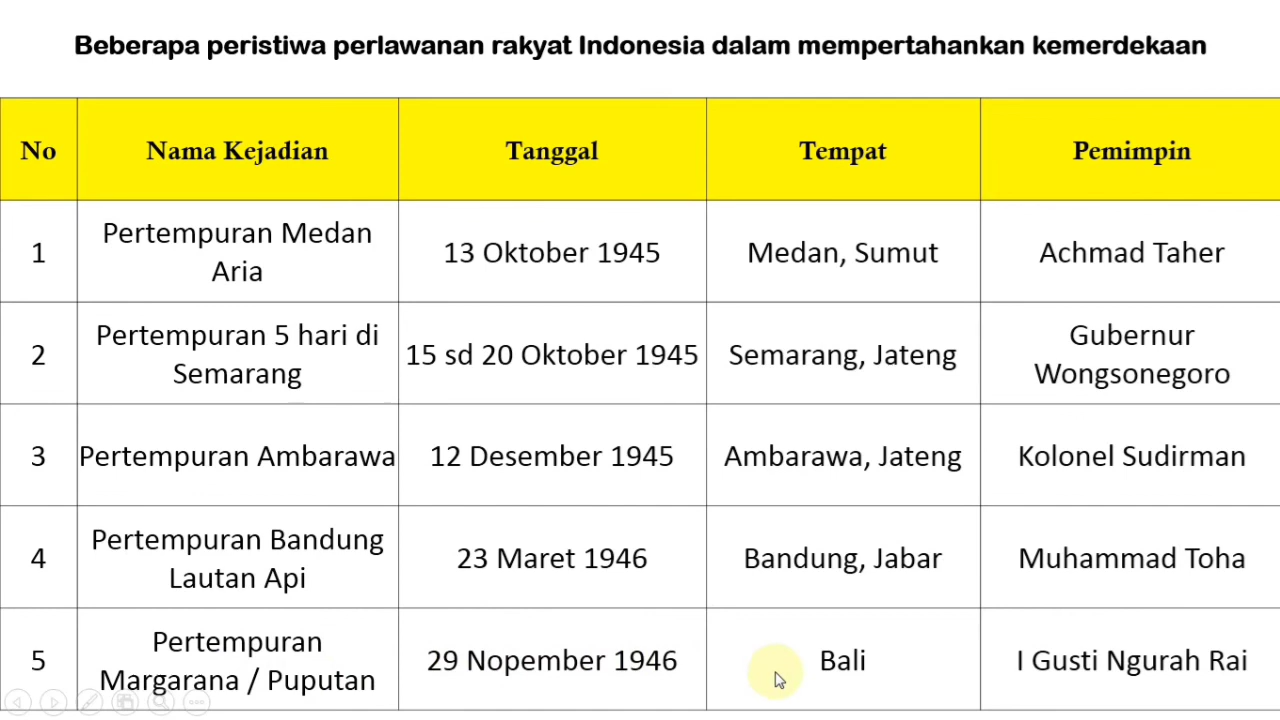 Beberapa peristiwa perlawanan rakyat Indonesia dalam mempertahankan kemerdekaan
No Nama Kejadian Tanggal Tempat Pemimpin
1 Pertempuran Medan Aria 13 Oktober 1945 Medan, Sumut Achmad Taher
2 Pertempuran 5 hari di Semarang 15 sd 20 Oktober 1945 Semarang, Jateng Gubernur Wongsonegoro
3 Pertempuran Ambarawa 12 Desember 1945 Ambarawa, Jateng Kolonel Sudirman
4 Pertempuran Bandung Lautan Api 23 Maret 1946 Bandung, Jabar Muhammad Toha
5 Pertempuran Margarana / Puputan 29 Nopember 1946 Bali I Gusti Ngurah Rai